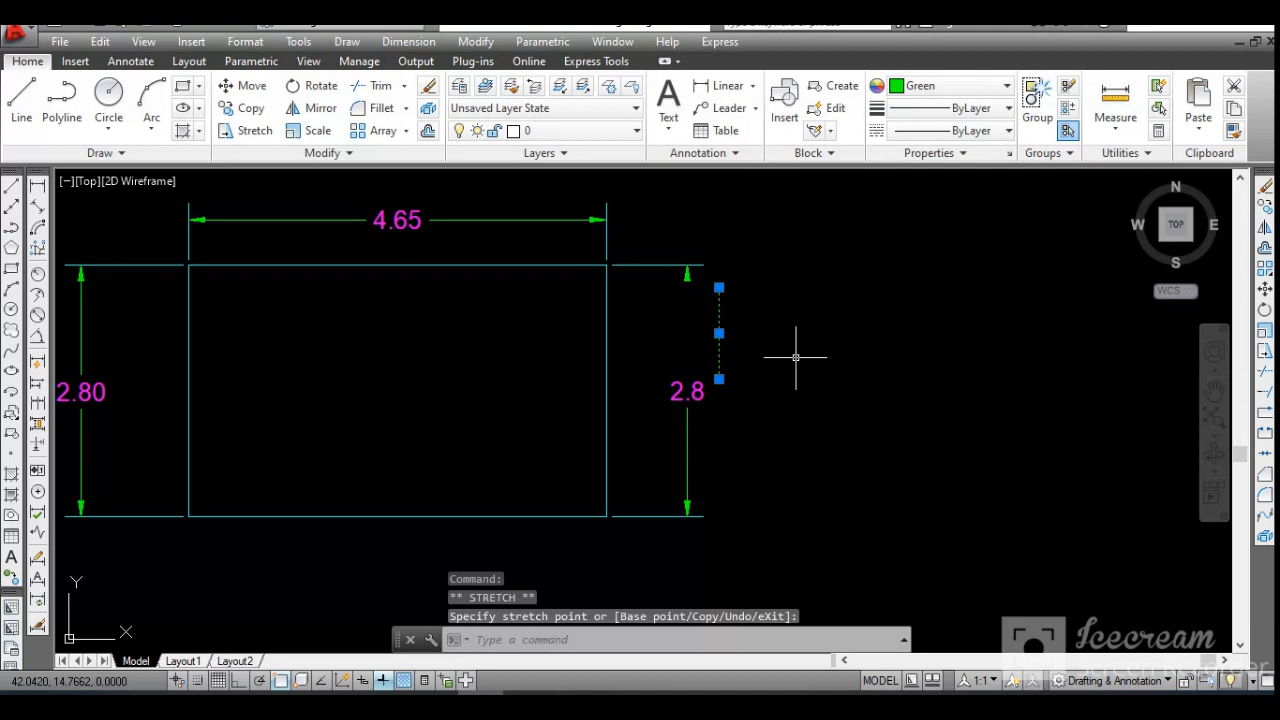 File Edit View Insert Format Tools Draw Dimension Modify Parametric Window Help Express
Home Insert Annotate Layout Parametric View Manage Output Plug-ins Online Express Tools
Line Polyline Circle Arc
Move Rotate Trim
Copy Mirror Fillet
Stretch Scale Array
Unsaved Layer State
0
Text
Linear
Leader
Table
Insert
Create
Edit
Green
ByLayer
ByLayer
Group
Measure
Paste
Draw Modify Layers Annotation Block Properties Groups Utilities Clipboard
[−][Top][2D Wireframe]
N
W TOP E
S
WCS
4.65
2.80
2.8
Y
X
Command:
** STRETCH **
Specify stretch point or [Base point/Copy/Undo/eXit]:
Type a command
Icecream
Screen Recorder
Model Layout1 Layout2
42.0420, 14.7662, 0.0000
MODEL 1:1 Drafting & Annotation